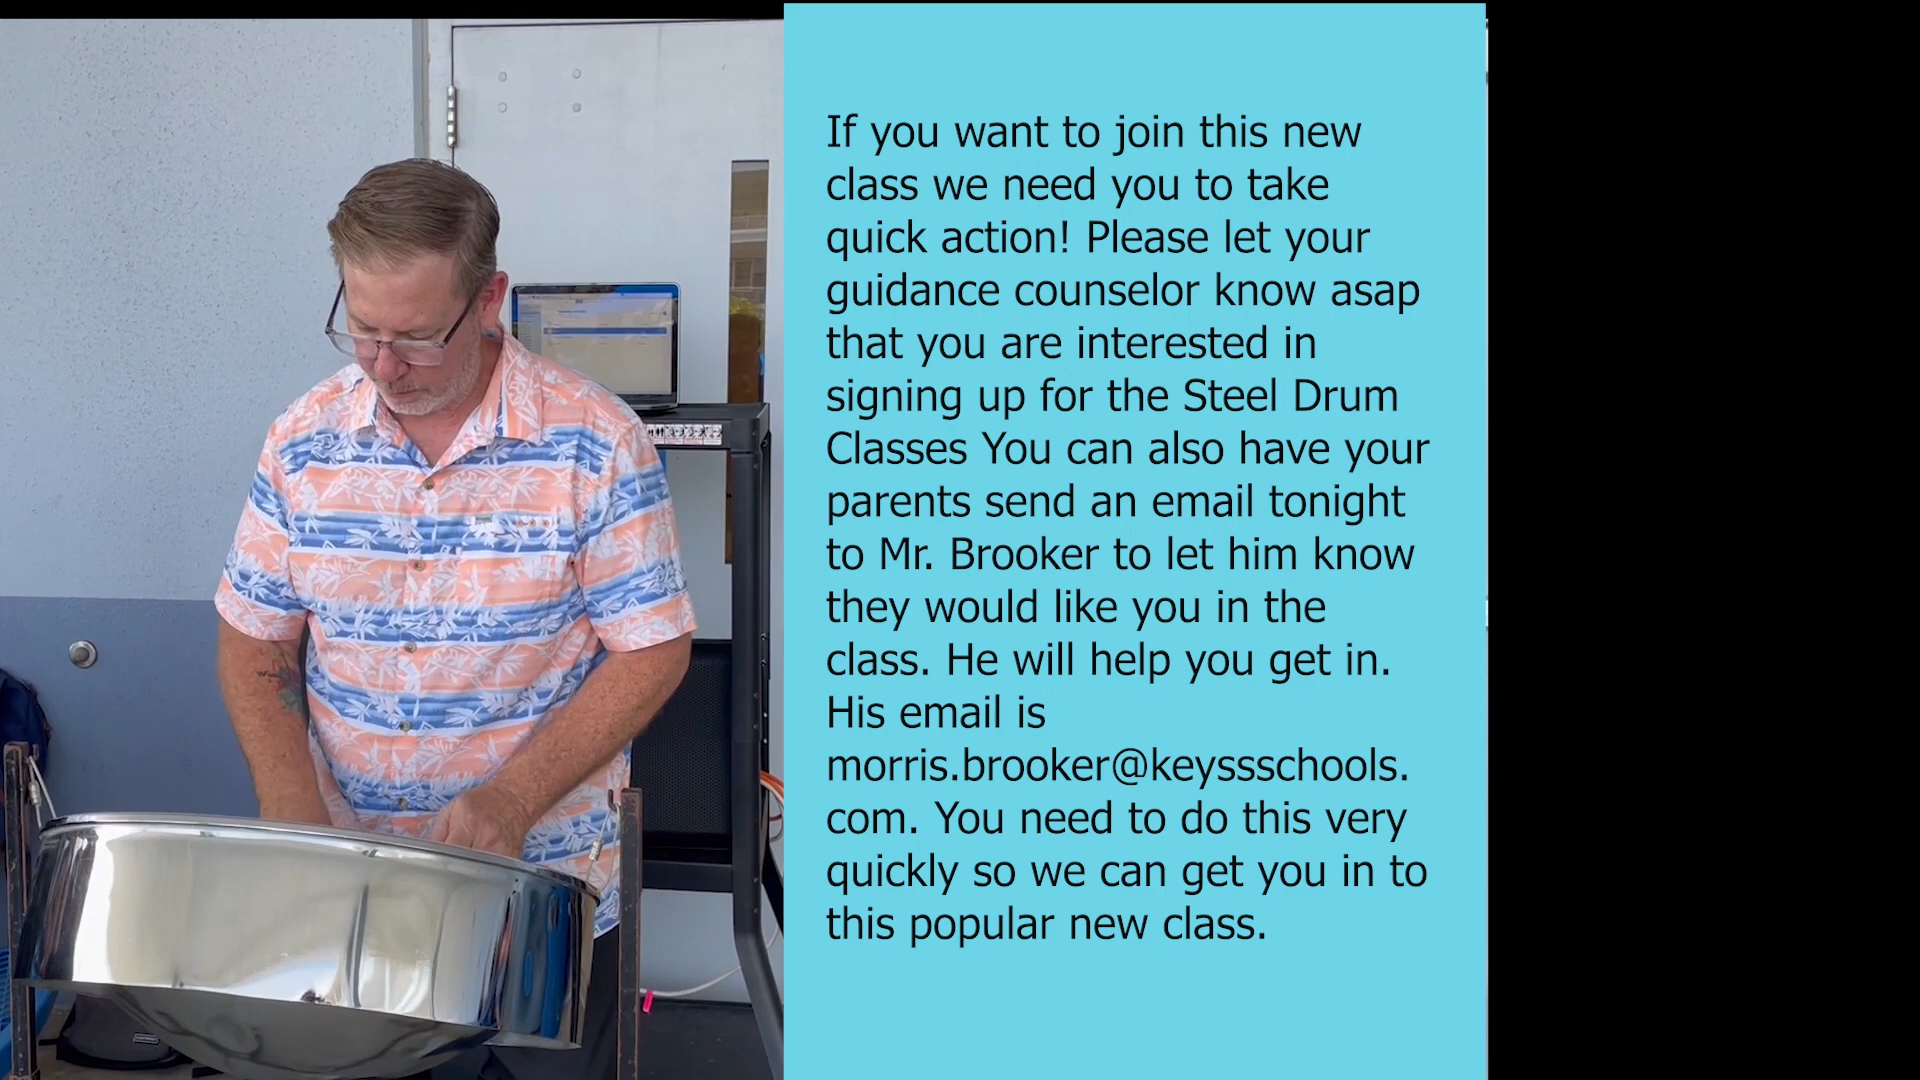 If you want to join this new
class we need you to take
quick action! Please let your
guidance counselor know asap
that you are interested in
signing up for the Steel Drum
Classes You can also have your
parents send an email tonight
to Mr. Brooker to let him know
they would like you in the
class. He will help you get in.
His email is
morris.brooker@keyssschools.
com. You need to do this very
quickly so we can get you in to
this popular new class.